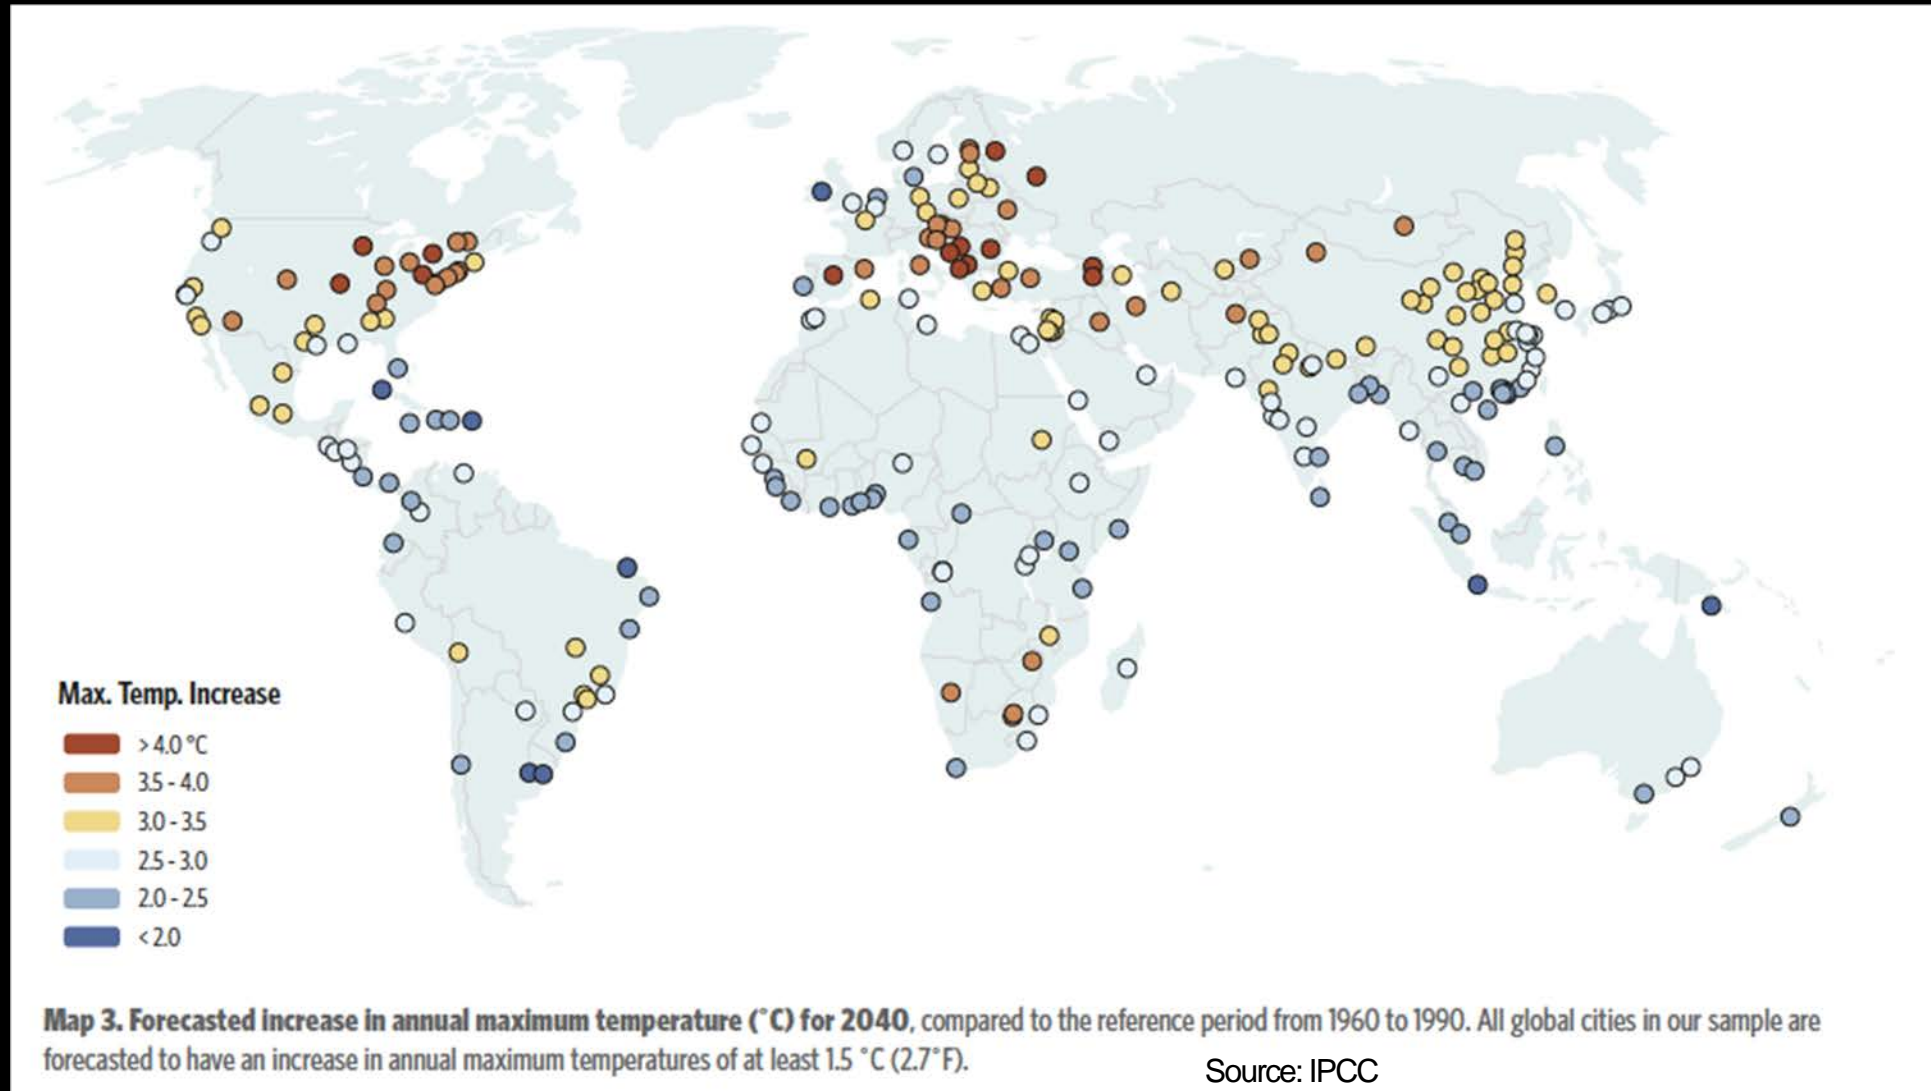 Max. Temp. Increase
> 4.0 °C
3.5 - 4.0
3.0 - 3.5
2.5 - 3.0
2.0 - 2.5
< 2.0
Map 3. Forecasted increase in annual maximum temperature (°C) for 2040, compared to the reference period from 1960 to 1990. All global cities in our sample are
forecasted to have an increase in annual maximum temperatures of at least 1.5 °C (2.7°F).
Source: IPCC